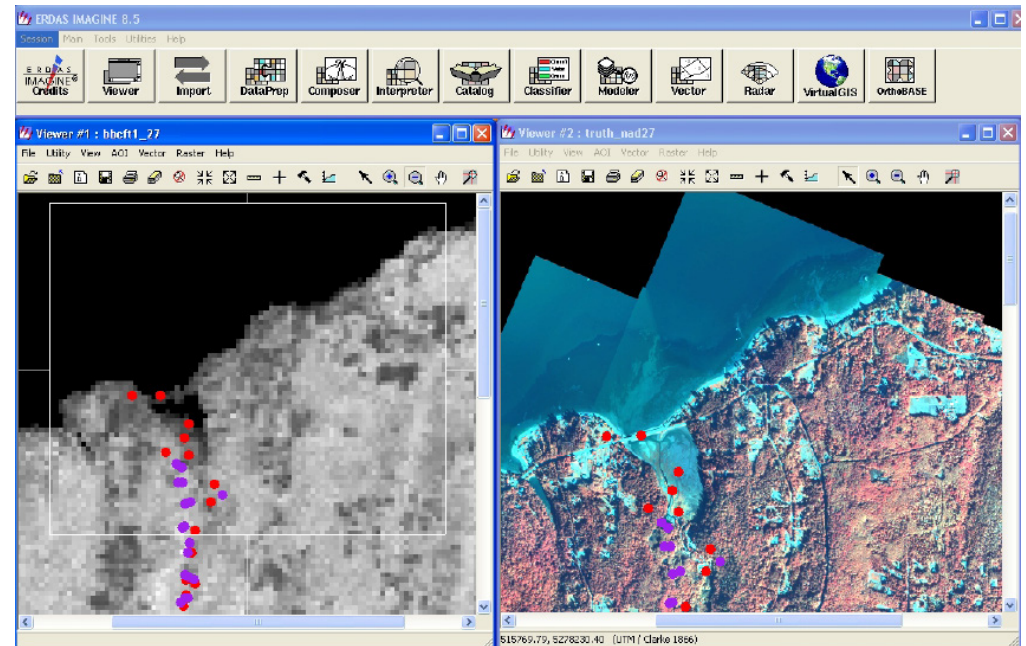 ERDAS IMAGINE 8.5
Session Main Tools Utilities Help
ERDAS
IMAGINE®
Credits Viewer Import DataPrep Composer Interpreter Catalog Classifier Modeler Vector Radar VirtualGIS OrthoBASE
Viewer #1 : bbcft1_27
File Utility View AOI Vector Raster Help
Viewer #2 : truth_nad27
File Utility View AOI Vector Raster Help
515769.79, 5278230.40 (UTM / Clarke 1866)